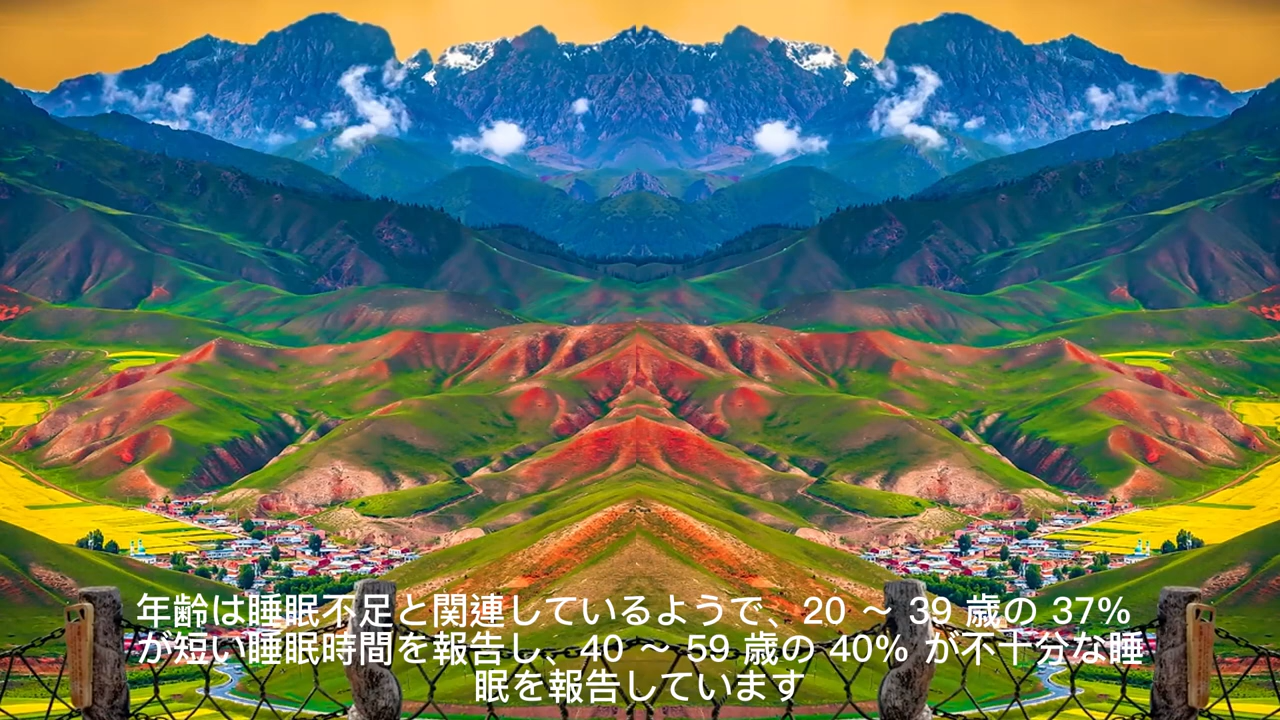 年齢は睡眠不足と関連しているようで、20 ～ 39 歳の 37%
が短い睡眠時間を報告し、40 ～ 59 歳の 40% が不十分な睡
眠を報告しています